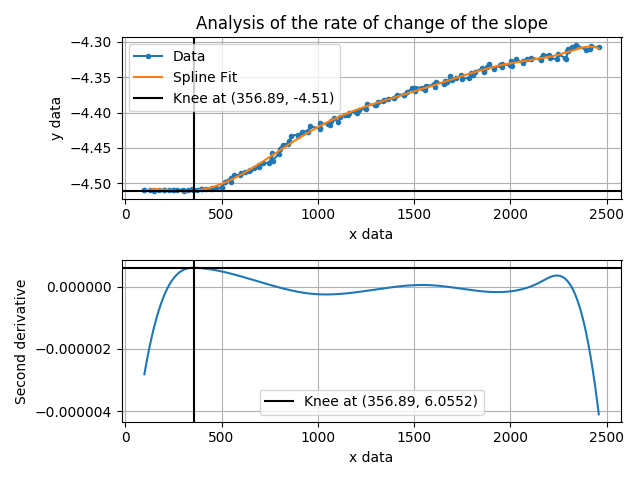 Analysis of the rate of change of the slope
Data
Spline Fit
Knee at (356.89, -4.51)
−4.30
−4.35
−4.40
−4.45
−4.50
y data
0 500 1000 1500 2000 2500
x data
0.000000
−0.000002
−0.000004
Second derivative
Knee at (356.89, 6.0552)
0 500 1000 1500 2000 2500
x data